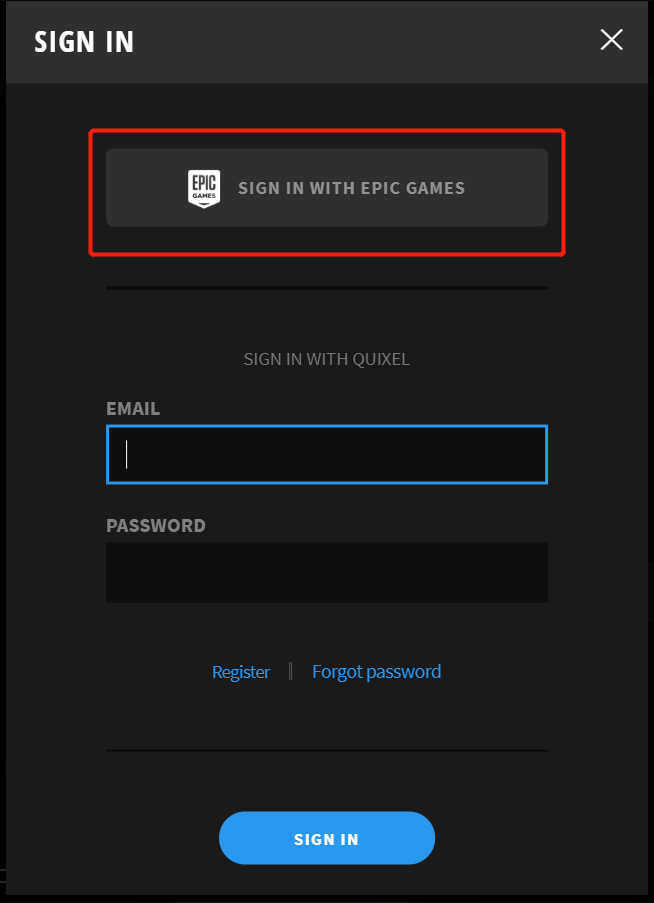 SIGN IN
EPIC
GAMES
SIGN IN WITH EPIC GAMES
SIGN IN WITH QUIXEL
EMAIL
PASSWORD
Register | Forgot password
SIGN IN